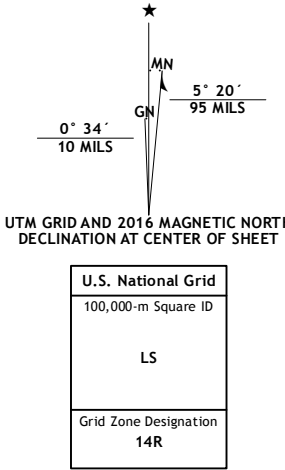 MN
5° 20´
95 MILS
GN
0° 34´
10 MILS
UTM GRID AND 2016 MAGNETIC NORTH
DECLINATION AT CENTER OF SHEET
U.S. National Grid
100,000-m Square ID
LS
Grid Zone Designation
14R